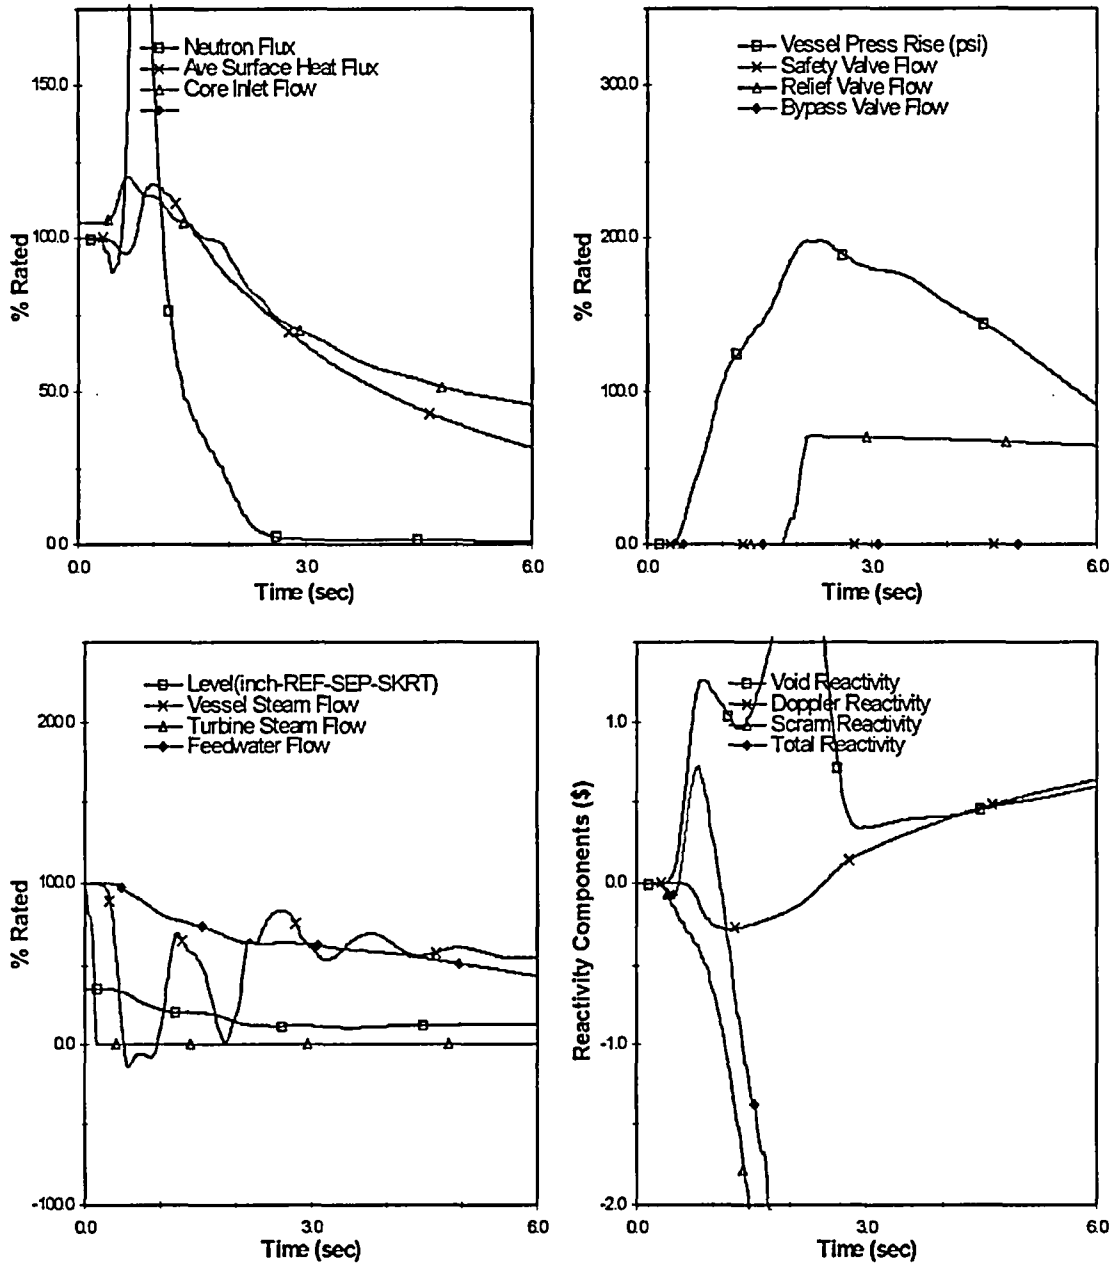 Neutron Flux
Ave Surface Heat Flux
Core Inlet Flow
150.0
100.0
50.0
0.0
% Rated
0.0
3.0
6.0
Time (sec)
Vessel Press Rise (psi)
Safety Valve Flow
Relief Valve Flow
Bypass Valve Flow
300.0
200.0
100.0
0.0
% Rated
0.0
3.0
6.0
Time (sec)
Level(inch-REF-SEP-SKRT)
Vessel Steam Flow
Turbine Steam Flow
Feedwater Flow
200.0
100.0
0.0
-100.0
% Rated
0.0
3.0
6.0
Time (sec)
Void Reactivity
Doppler Reactivity
Scram Reactivity
Total Reactivity
1.0
0.0
-1.0
-2.0
Reactivity Components ($)
0.0
3.0
6.0
Time (sec)